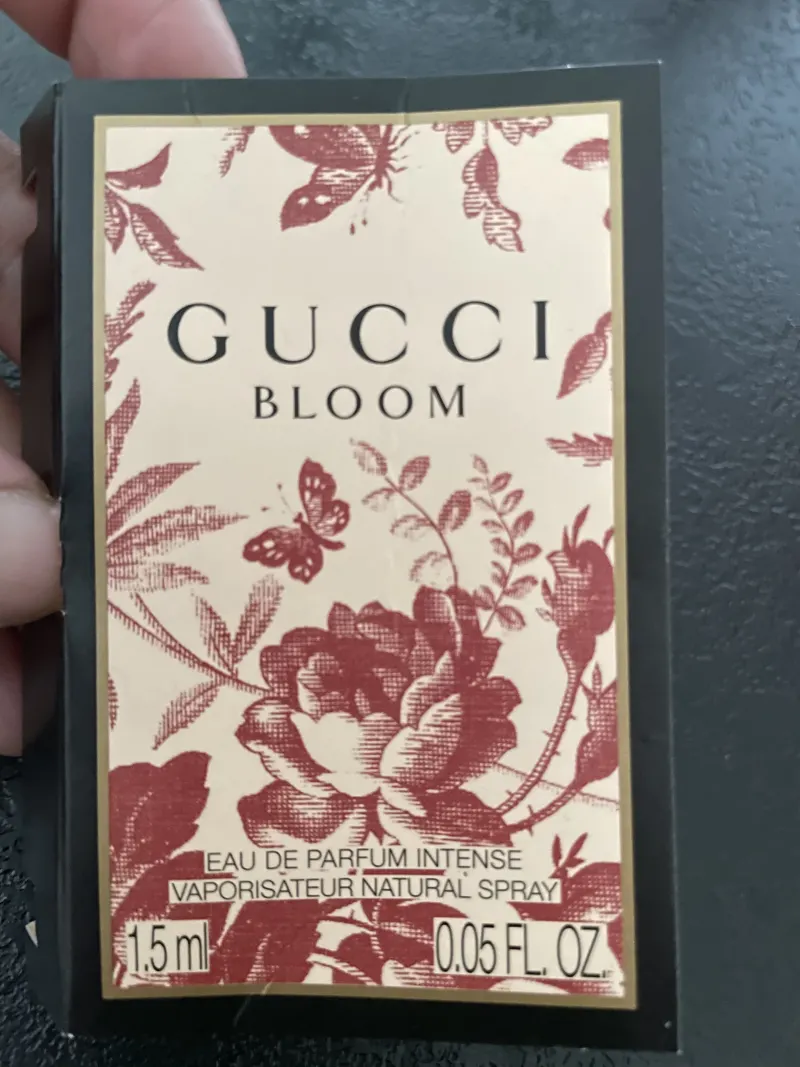 GUCCI
BLOOM
EAU DE PARFUM INTENSE
VAPORISATEUR NATURAL SPRAY
1.5 ml 0.05 FL. OZ.